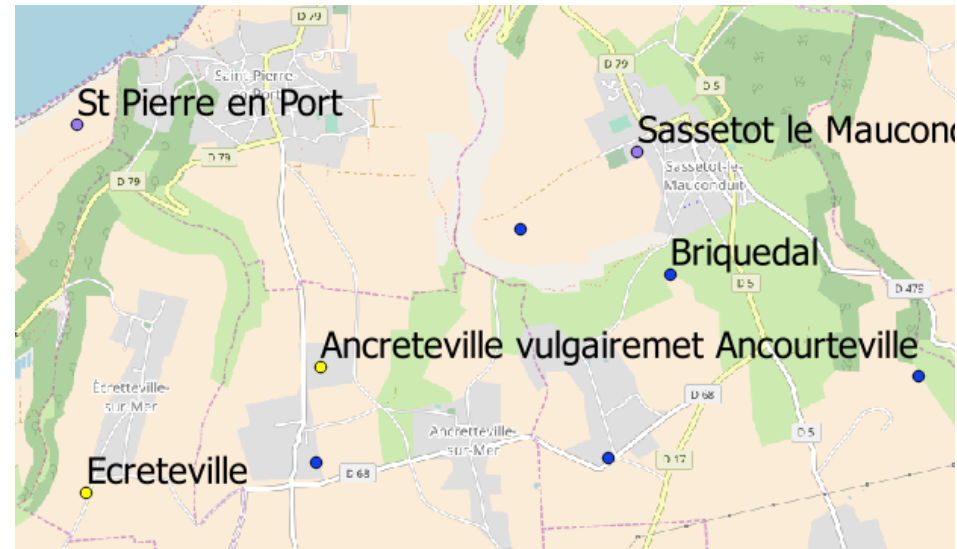 D 79
Saint-Pierre-
en-Port
St Pierre en Port
D 79
D 5
Sassetot le Maucond
Sassetot-le-
Mauconduit
D 79
D 79
Briquedal
D 5
D 479
Ancreteville vulgairemet Ancourteville
Écretteville-
sur-Mer
D 68
Ancretteville-
sur-Mer
D 5
Ecreteville
D 68
D 17